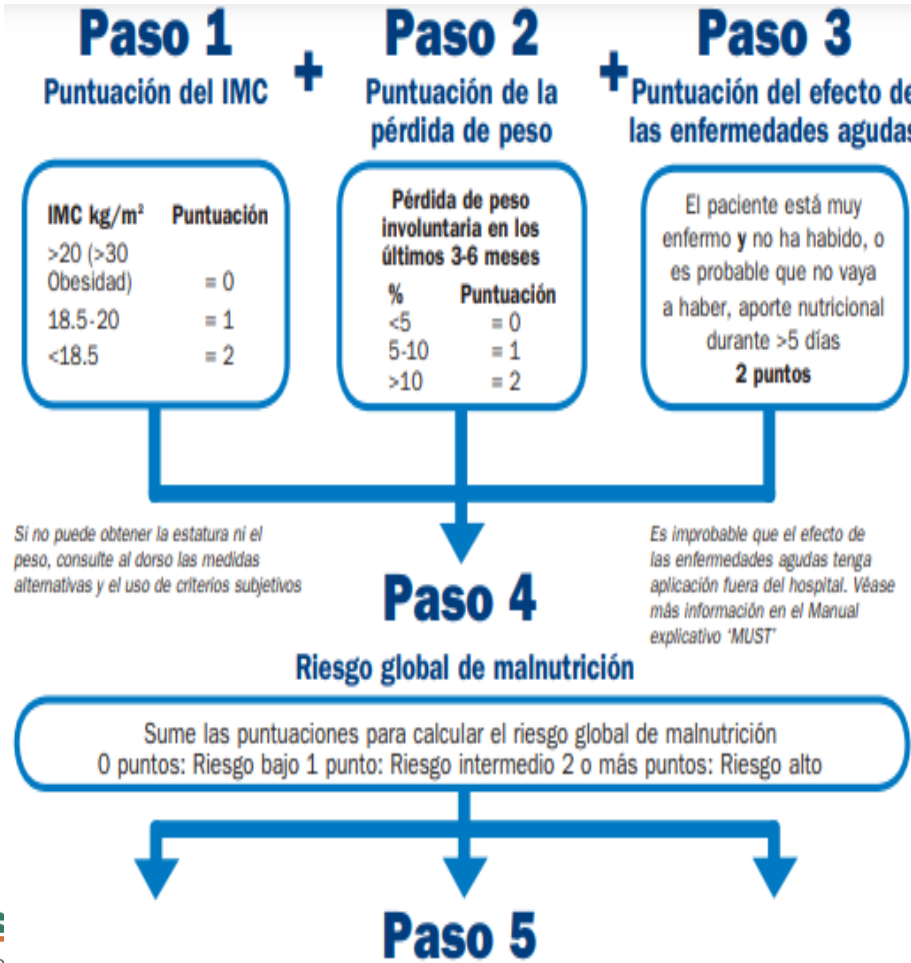 Paso 1
+
Paso 2
+
Paso 3
Puntuación del IMC
Puntuación de la
pérdida de peso
Puntuación del efecto de
las enfermedades agudas
IMC kg/m² Puntuación
>20 (>30
Obesidad) = 0
18.5-20 = 1
<18.5 = 2
Pérdida de peso
involuntaria en los
últimos 3-6 meses
% Puntuación
<5 = 0
5-10 = 1
>10 = 2
El paciente está muy
enfermo y no ha habido, o
es probable que no vaya
a haber, aporte nutricional
durante >5 días
2 puntos
Si no puede obtener la estatura ni el
peso, consulte al dorso las medidas
alternativas y el uso de criterios subjetivos
Es improbable que el efecto de
las enfermedades agudas tenga
aplicación fuera del hospital. Véase
más información en el Manual
explicativo 'MUST'
Paso 4
Riesgo global de malnutrición
Sume las puntuaciones para calcular el riesgo global de malnutrición
0 puntos: Riesgo bajo 1 punto: Riesgo intermedio 2 o más puntos: Riesgo alto
Paso 5